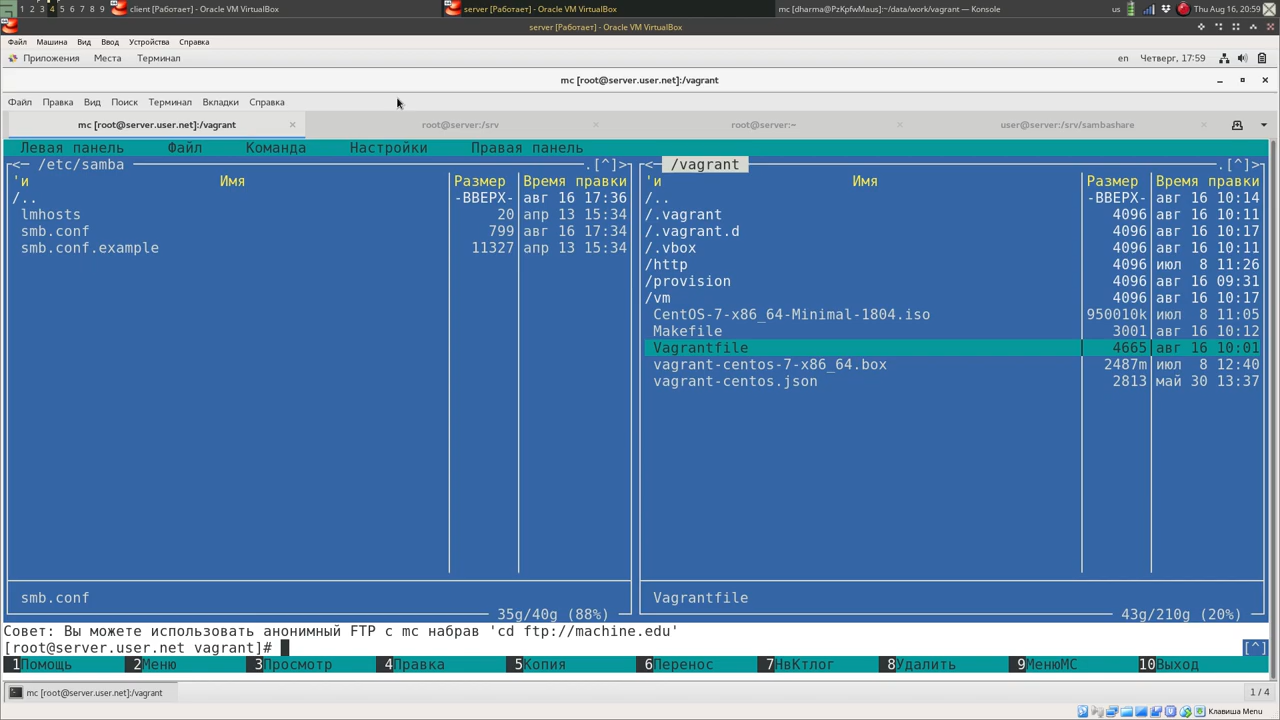 1 2 3 4 5 6 7 8 9 client [Работает] - Oracle VM VirtualBox server [Работает] - Oracle VM VirtualBox mc [dharma@PzKpfwMaus]:~/data/work/vagrant — Konsole us Thu Aug 16, 20:59
server [Работает] - Oracle VM VirtualBox
Файл Машина Вид Ввод Устройства Справка
Приложения Места Терминал en Четверг, 17:59
mc [root@server.user.net]:/vagrant
Файл Правка Вид Поиск Терминал Вкладки Справка
mc [root@server.user.net]:/vagrant × root@server:/srv × root@server:~ × user@server:/srv/sambashare ×
Левая панель Файл Команда Настройки Правая панель
<─ /etc/samba .[^]> <─ /vagrant .[^]>
'и Имя Размер Время правки 'и Имя Размер Время правки
/.. -ВВЕРХ- авг 16 17:36 /.. -ВВЕРХ- авг 16 10:14
lmhosts 20 апр 13 15:34 /.vagrant 4096 авг 16 10:11
smb.conf 799 авг 16 17:34 /.vagrant.d 4096 авг 16 10:17
smb.conf.example 11327 апр 13 15:34 /.vbox 4096 авг 16 10:11
/http 4096 июл 8 11:26
/provision 4096 авг 16 09:31
/vm 4096 авг 16 10:17
CentOS-7-x86_64-Minimal-1804.iso 950010k июл 8 11:05
Makefile 3001 авг 16 10:12
Vagrantfile 4665 авг 16 10:01
vagrant-centos-7-x86_64.box 2487m июл 8 12:40
vagrant-centos.json 2813 май 30 13:37
smb.conf Vagrantfile
35g/40g (88%) 43g/210g (20%)
Совет: Вы можете использовать анонимный FTP с mc набрав 'cd ftp://machine.edu'
[root@server.user.net vagrant]# [^]
1Помощь 2Меню 3Просмотр 4Правка 5Копия 6Перенос 7НвКтлог 8Удалить 9МенюМС 10Выход
mc [root@server.user.net]:/vagrant 1 / 4
Клавиша Menu